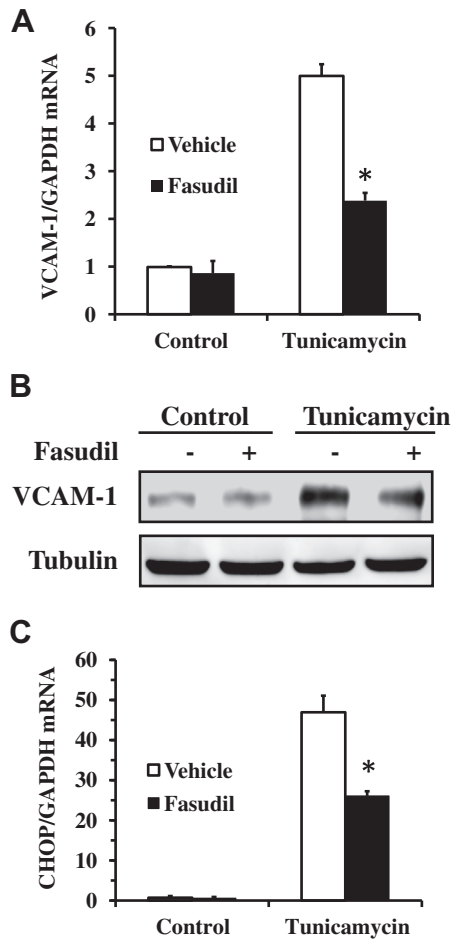 A
VCAM-1/GAPDH mRNA
6
5
4
3
2
1
0
Vehicle
Fasudil
*
Control Tunicamycin
B
Control Tunicamycin
Fasudil - + - +
VCAM-1
Tubulin
C
CHOP/GAPDH mRNA
60
50
40
30
20
10
0
Vehicle
Fasudil
*
Control Tunicamycin